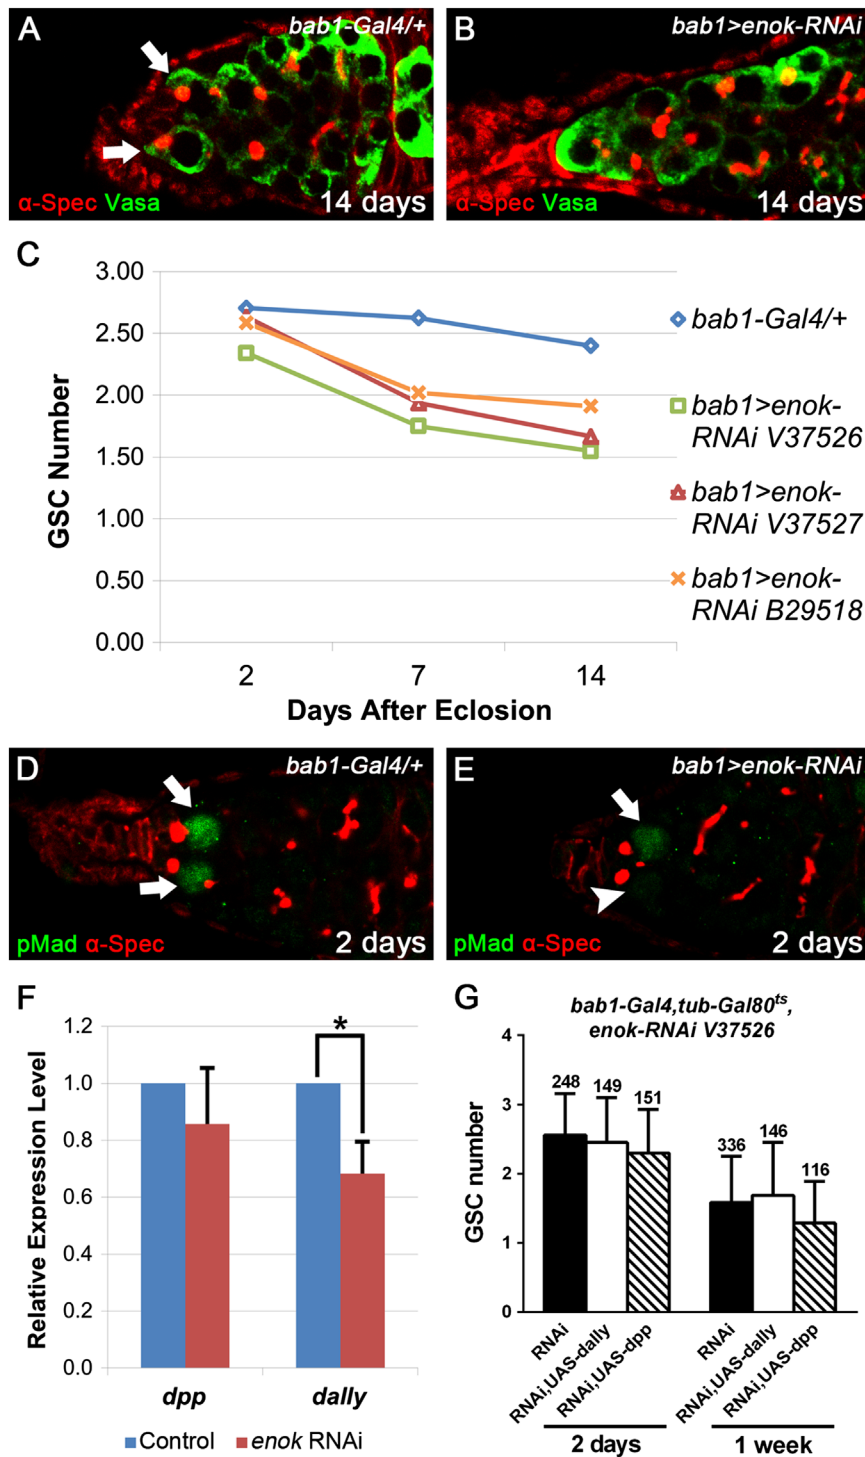 A
bab1-Gal4/+
α-Spec Vasa
14 days
B
bab1>enok-RNAi
α-Spec Vasa
14 days
C
3.00
2.50
2.00
1.50
1.00
0.50
0.00
GSC Number
2
7
14
Days After Eclosion
bab1-Gal4/+
bab1>enok-
RNAi V37526
bab1>enok-
RNAi V37527
bab1>enok-
RNAi B29518
D
bab1-Gal4/+
pMad α-Spec
2 days
E
bab1>enok-RNAi
pMad α-Spec
2 days
F
1.2
1.0
0.8
0.6
0.4
0.2
0.0
Relative Expression Level
*
dpp
dally
Control
enok RNAi
G
bab1-Gal4,tub-Gal80ts,
enok-RNAi V37526
4
3
2
1
0
GSC number
248
149
151
336
146
116
RNAi
RNAi,UAS-dally
RNAi,UAS-dpp
RNAi
RNAi,UAS-dally
RNAi,UAS-dpp
2 days
1 week